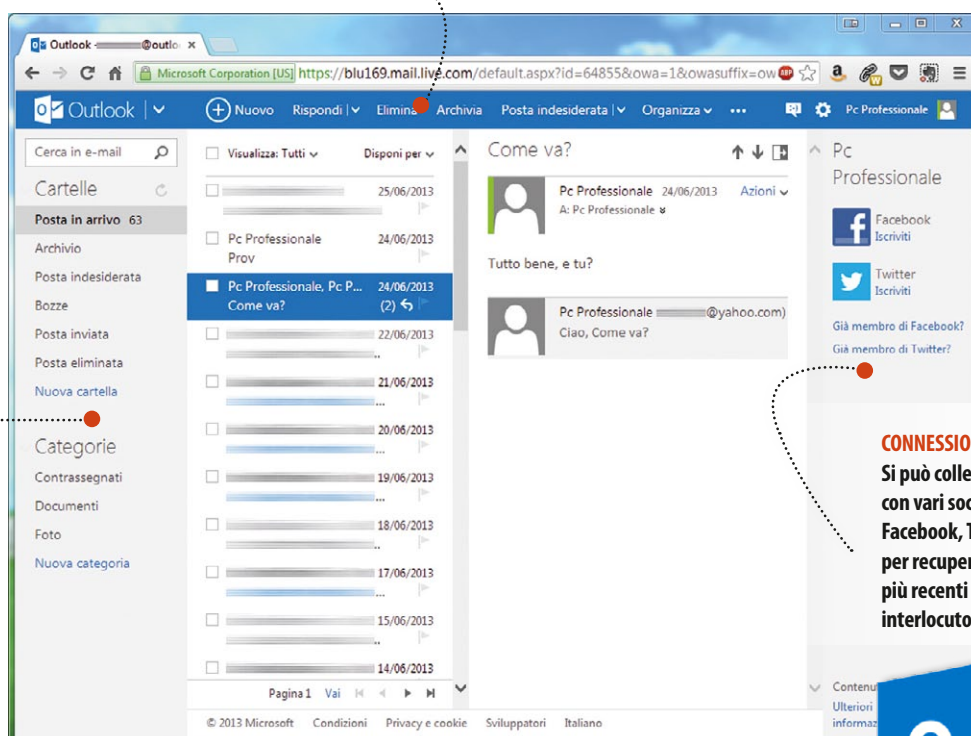 Outlook - @outlo
Microsoft Corporation [US] https://blu169.mail.live.com/default.aspx?id=64855&owa=1&owasuffix=ow
Outlook
Nuovo Rispondi Elimina Archivia Posta indesiderata Organizza Pc Professionale
Cerca in e-mail
Cartelle
Posta in arrivo 63
Archivio
Posta indesiderata
Bozze
Posta inviata
Posta eliminata
Nuova cartella
Categorie
Contrassegnati
Documenti
Foto
Nuova categoria
Visualizza: Tutti Disponi per
25/06/2013
Pc Professionale 24/06/2013
Prov
Pc Professionale, Pc P... 24/06/2013
Come va? (2)
22/06/2013
21/06/2013
20/06/2013
19/06/2013
18/06/2013
17/06/2013
15/06/2013
14/06/2013
Pagina 1 Vai
Come va?
Pc Professionale 24/06/2013 Azioni
A: Pc Professionale
Tutto bene, e tu?
Pc Professionale @yahoo.com)
Ciao, Come va?
Pc
Professionale
Facebook
Iscriviti
Twitter
Iscriviti
Già membro di Facebook?
Già membro di Twitter?
CONNESSIO
Si può colle
con vari soc
Facebook, T
per recuper
più recenti
interlocuto
Contenu
Ulteriori
informaz
© 2013 Microsoft Condizioni Privacy e cookie Sviluppatori Italiano